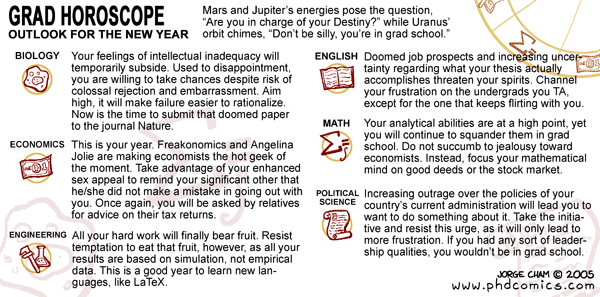 GRAD HOROSCOPE
OUTLOOK FOR THE NEW YEAR
Mars and Jupiter's energies pose the question,
"Are you in charge of your Destiny?" while Uranus'
orbit chimes, "Don't be silly, you're in grad school."
BIOLOGY
Your feelings of intellectual inadequacy will
temporarily subside. Used to disappointment,
you are willing to take chances despite risk of
colossal rejection and embarrassment. Aim
high, it will make failure easier to rationalize.
Now is the time to submit that doomed paper
to the journal Nature.
ECONOMICS
This is your year. Freakonomics and Angelina
Jolie are making economists the hot geek of
the moment. Take advantage of your enhanced
sex appeal to remind your significant other that
he/she did not make a mistake in going out with
you. Once again, you will be asked by relatives
for advice on their tax returns.
ENGINEERING
All your hard work will finally bear fruit. Resist
temptation to eat that fruit, however, as all your
results are based on simulation, not empirical
data. This is a good year to learn new lan-
guages, like LaTeX.
ENGLISH
Doomed job prospects and increasing uncer-
tainty regarding what your thesis actually
accomplishes threaten your spirits. Channel
your frustration on the undergrads you TA,
except for the one that keeps flirting with you.
MATH
Your analytical abilities are at a high point, yet
you will continue to squander them in grad
school. Do not succumb to jealousy toward
economists. Instead, focus your mathematical
mind on good deeds or the stock market.
POLITICAL
SCIENCE
Increasing outrage over the policies of your
country's current administration will lead you to
want to do something about it. Take the initia-
tive and resist this urge, as it will only lead to
more frustration. If you had any sort of leader-
ship qualities, you wouldn't be in grad school.
JORGE CHAM © 2005
www.phdcomics.com